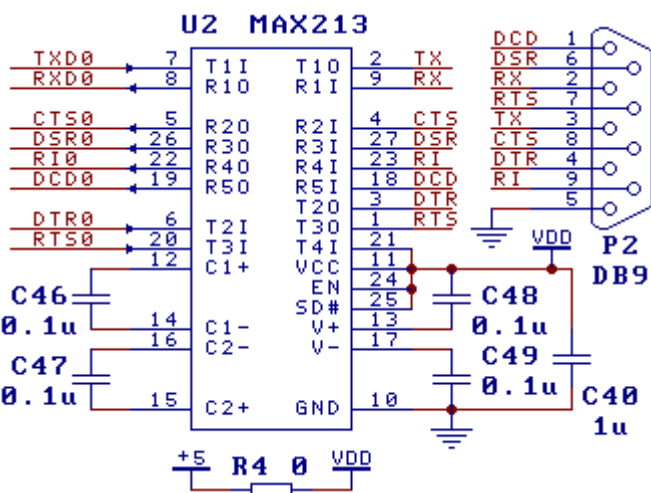 U2 MAX213
TXD0 7 T1I T1O 2 TX
RXD0 8 R1O R1I 9 RX
CTS0 5 R2O R2I 4 CTS
DSR0 26 R3O R3I 27 DSR
RI0 22 R4O R4I 23 RI
DCD0 19 R5O R5I 18 DCD
T2O 3 DTR
DTR0 6 T2I T3O 1 RTS
RTS0 20 T3I T4I 21
12 C1+ VCC 11
EN 24
SD# 25
14 C1- V+ 13
16 C2- V- 17
15 C2+ GND 10
C46
0.1u
C47
0.1u
C48
0.1u
C49
0.1u
C40
1u
VDD
DCD 1
DSR 6
RX 2
RTS 7
TX 3
CTS 8
DTR 4
RI 9
5
P2
DB9
+5 R4 0 VDD